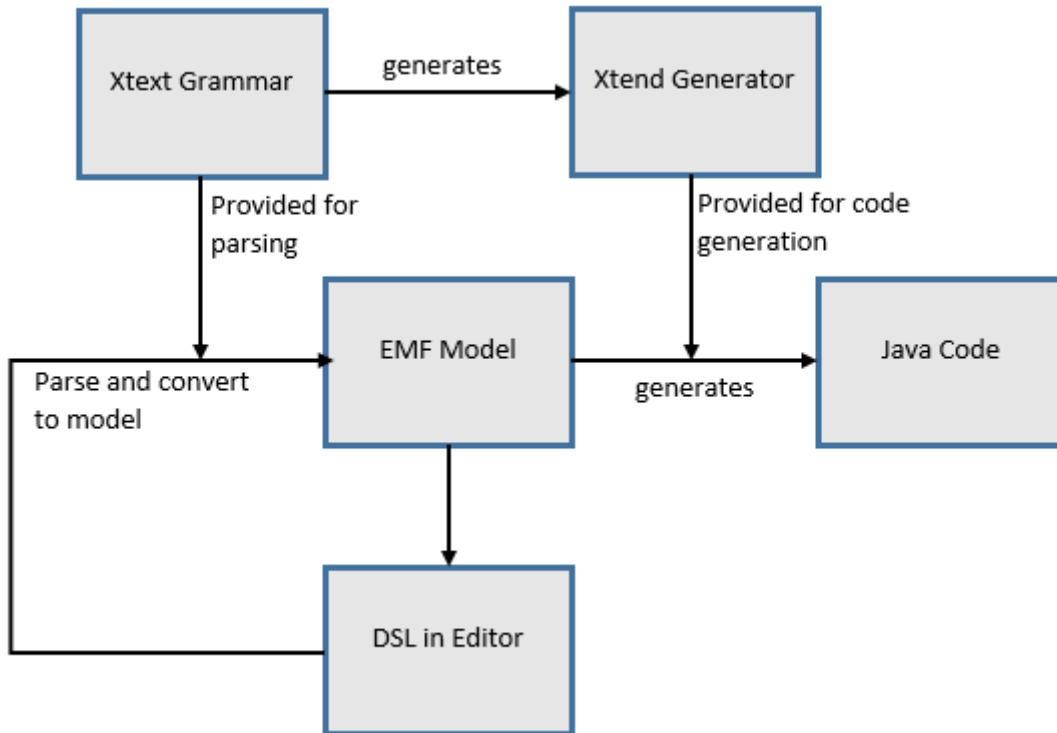 Xtext Grammar
generates
Xtend Generator
Provided for
parsing
Provided for code
generation
EMF Model
Java Code
Parse and convert
to model
generates
DSL in Editor